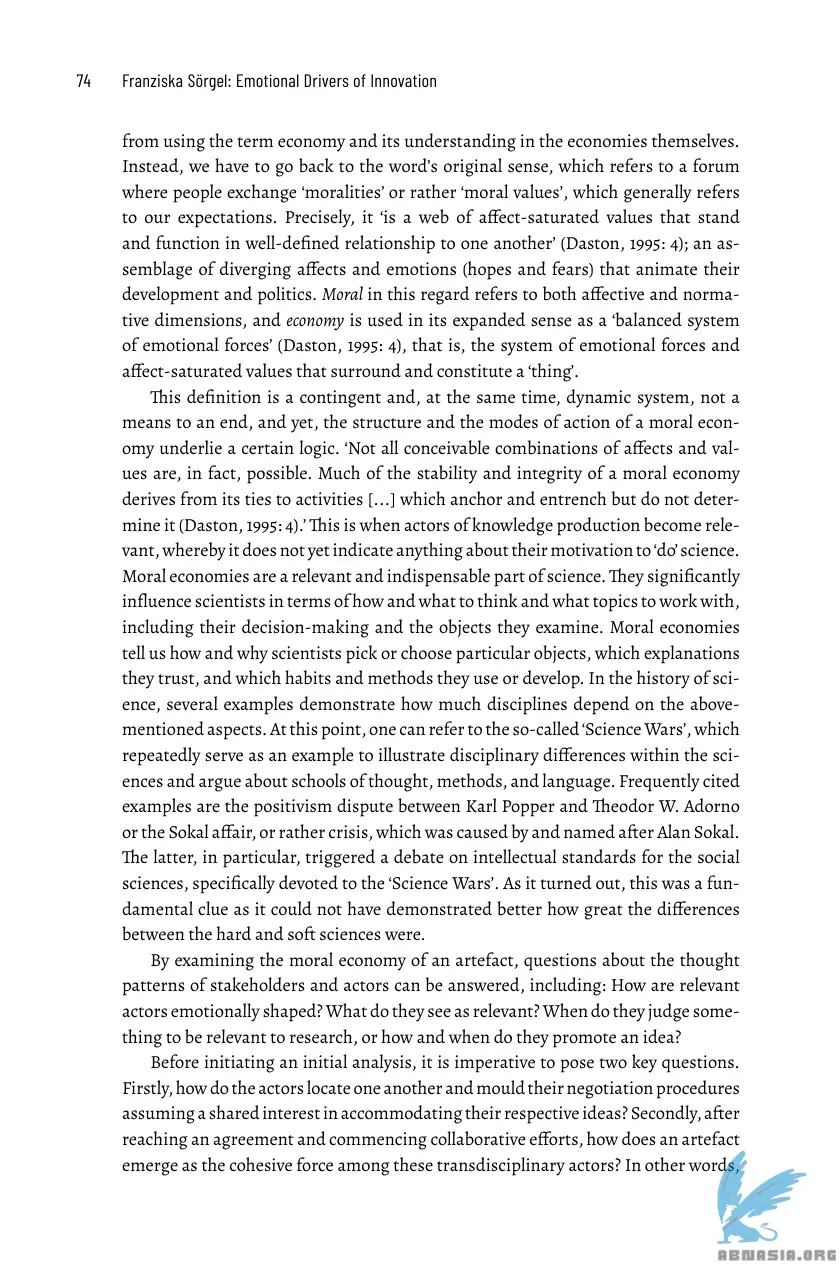 74 Franziska Sörgel: Emotional Drivers of Innovation
from using the term economy and its understanding in the economies themselves.
Instead, we have to go back to the word’s original sense, which refers to a forum
where people exchange ‘moralities’ or rather ‘moral values’, which generally refers
to our expectations. Precisely, it ‘is a web of affect-saturated values that stand
and function in well-defined relationship to one another’ (Daston, 1995: 4); an as-
semblage of diverging affects and emotions (hopes and fears) that animate their
development and politics. Moral in this regard refers to both affective and norma-
tive dimensions, and economy is used in its expanded sense as a ‘balanced system
of emotional forces’ (Daston, 1995: 4), that is, the system of emotional forces and
affect-saturated values that surround and constitute a ‘thing’.
This definition is a contingent and, at the same time, dynamic system, not a
means to an end, and yet, the structure and the modes of action of a moral econ-
omy underlie a certain logic. ‘Not all conceivable combinations of affects and val-
ues are, in fact, possible. Much of the stability and integrity of a moral economy
derives from its ties to activities […] which anchor and entrench but do not deter-
mine it (Daston, 1995: 4).’ This is when actors of knowledge production become rele-
vant, whereby it does not yet indicate anything about their motivation to ‘do’ science.
Moral economies are a relevant and indispensable part of science. They significantly
influence scientists in terms of how and what to think and what topics to work with,
including their decision-making and the objects they examine. Moral economies
tell us how and why scientists pick or choose particular objects, which explanations
they trust, and which habits and methods they use or develop. In the history of sci-
ence, several examples demonstrate how much disciplines depend on the above-
mentioned aspects. At this point, one can refer to the so-called ‘Science Wars’, which
repeatedly serve as an example to illustrate disciplinary differences within the sci-
ences and argue about schools of thought, methods, and language. Frequently cited
examples are the positivism dispute between Karl Popper and Theodor W. Adorno
or the Sokal affair, or rather crisis, which was caused by and named after Alan Sokal.
The latter, in particular, triggered a debate on intellectual standards for the social
sciences, specifically devoted to the ‘Science Wars’. As it turned out, this was a fun-
damental clue as it could not have demonstrated better how great the differences
between the hard and soft sciences were.
By examining the moral economy of an artefact, questions about the thought
patterns of stakeholders and actors can be answered, including: How are relevant
actors emotionally shaped? What do they see as relevant? When do they judge some-
thing to be relevant to research, or how and when do they promote an idea?
Before initiating an initial analysis, it is imperative to pose two key questions.
Firstly, how do the actors locate one another and mould their negotiation procedures
assuming a shared interest in accommodating their respective ideas? Secondly, after
reaching an agreement and commencing collaborative efforts, how does an artefact
emerge as the cohesive force among these transdisciplinary actors? In other words,
ABNASIA.ORG